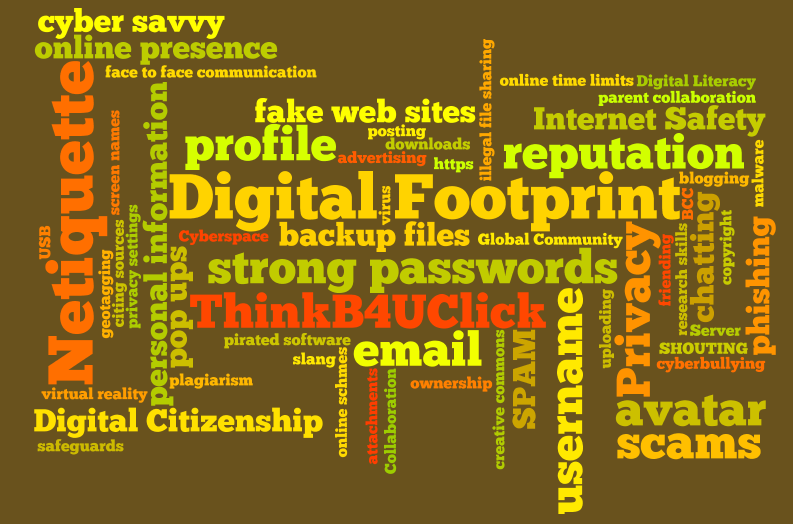 cyber savvy
online presence
face to face communication
Netiquette
personal information
screen names
USB
geotagging
citing sources
privacy settings
pop ups
fake web sites
posting
downloads
profile
advertising
https
illegal file sharing
online time limits
Digital Literacy
parent collaboration
Internet Safety
reputation
blogging
malware
Digital Footprint
virus
BCC
Cyberspace
backup files
Global Community
strong passwords
ThinkB4UClick
Privacy
friending
research skills
chatting
copyright
phishing
uploading
Server
SHOUTING
cyberbullying
pirated software
slang
email
plagiarism
virtual reality
Digital Citizenship
safeguards
online schmes
attachments
Collaboration
ownership
creative commons
SPAM
username
avatar
scams